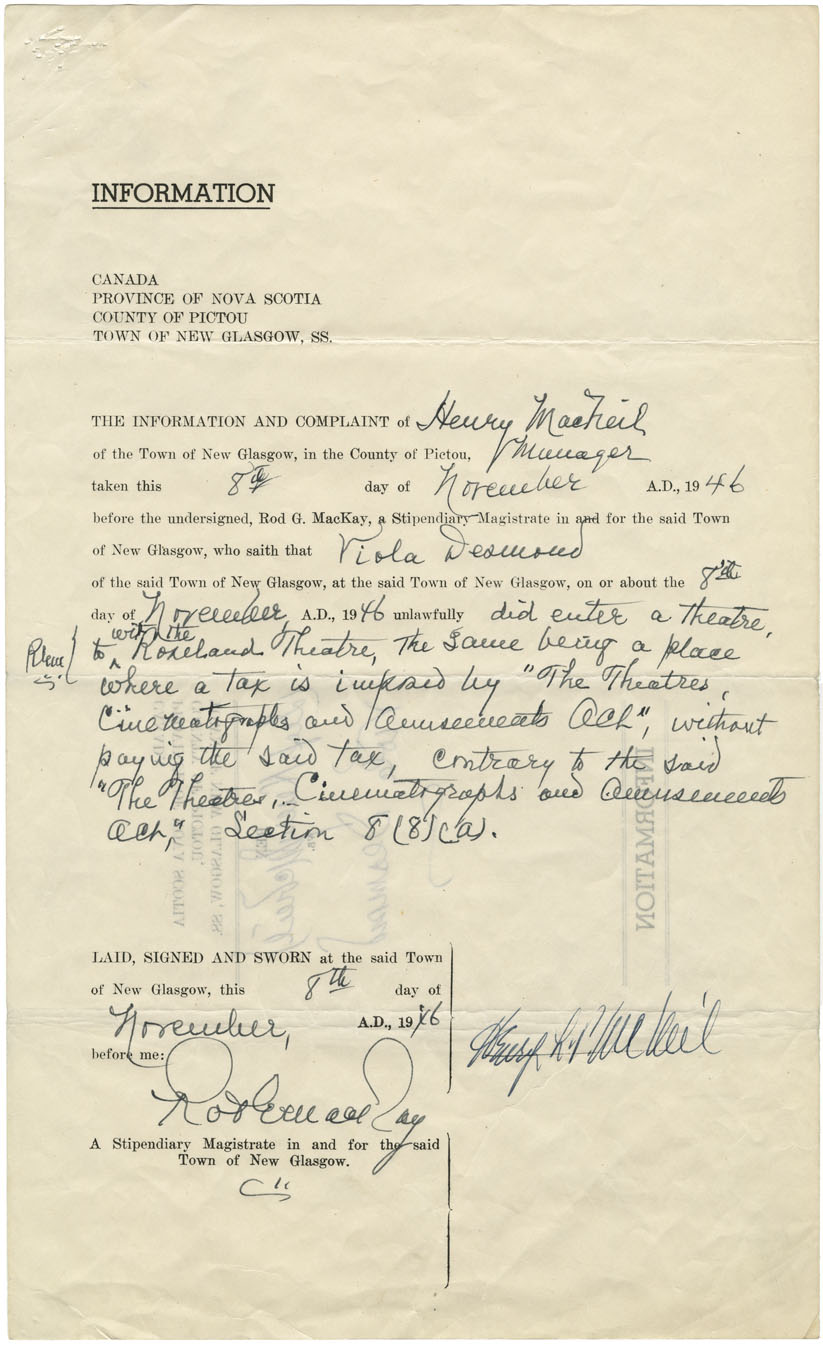 INFORMATION
CANADA
PROVINCE OF NOVA SCOTIA
COUNTY OF PICTOU
TOWN OF NEW GLASGOW, SS.
THE INFORMATION AND COMPLAINT of Henry MacNeil
of the Town of New Glasgow, in the County of Pictou, Manager
taken this 8th day of November A.D., 1946
before the undersigned, Rod G. MacKay, a Stipendiary Magistrate in and for the said Town
of New Glasgow, who saith that Viola Desmond
of the said Town of New Glasgow, at the said Town of New Glasgow, on or about the 8th
day of November, A.D., 1946 unlawfully did enter a theatre,
with the
to Roseland Theatre, the same being a place
where a tax is imposed by "The Theatres,
Cinematographs and Amusements Act", without
paying the said tax, contrary to the said
"The Theatres, Cinematographs and Amusements
Act," Section 8(8)(a).
LAID, SIGNED AND SWORN at the said Town
of New Glasgow, this 8th day of
November, A.D., 1946
before me:
Henry MacNeil
Rod G MacKay
A Stipendiary Magistrate in and for the said
Town of New Glasgow.
INFORMATION